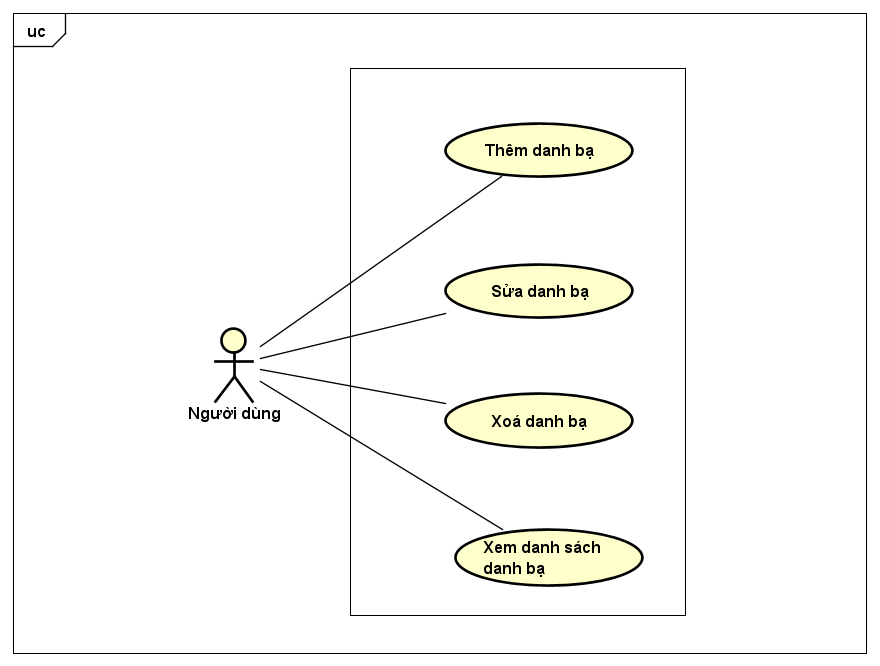 uc
Thêm danh bạ
Sửa danh bạ
Người dùng
Xoá danh bạ
Xem danh sách
danh bạ